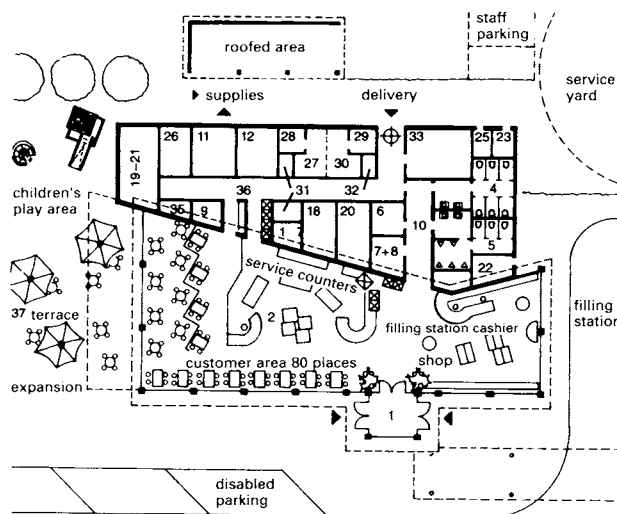 staff
parking
roofed area
supplies
delivery
service
yard
26 11 12 28 27 30 29 33 25 23
19–21
4
children's
play area
36 31 32
35 9 1 18 20 6 10
7+8
5
22
service counters
37 terrace
2
filling station cashier
filling
station
shop
expansion
customer area 80 places
1
disabled
parking